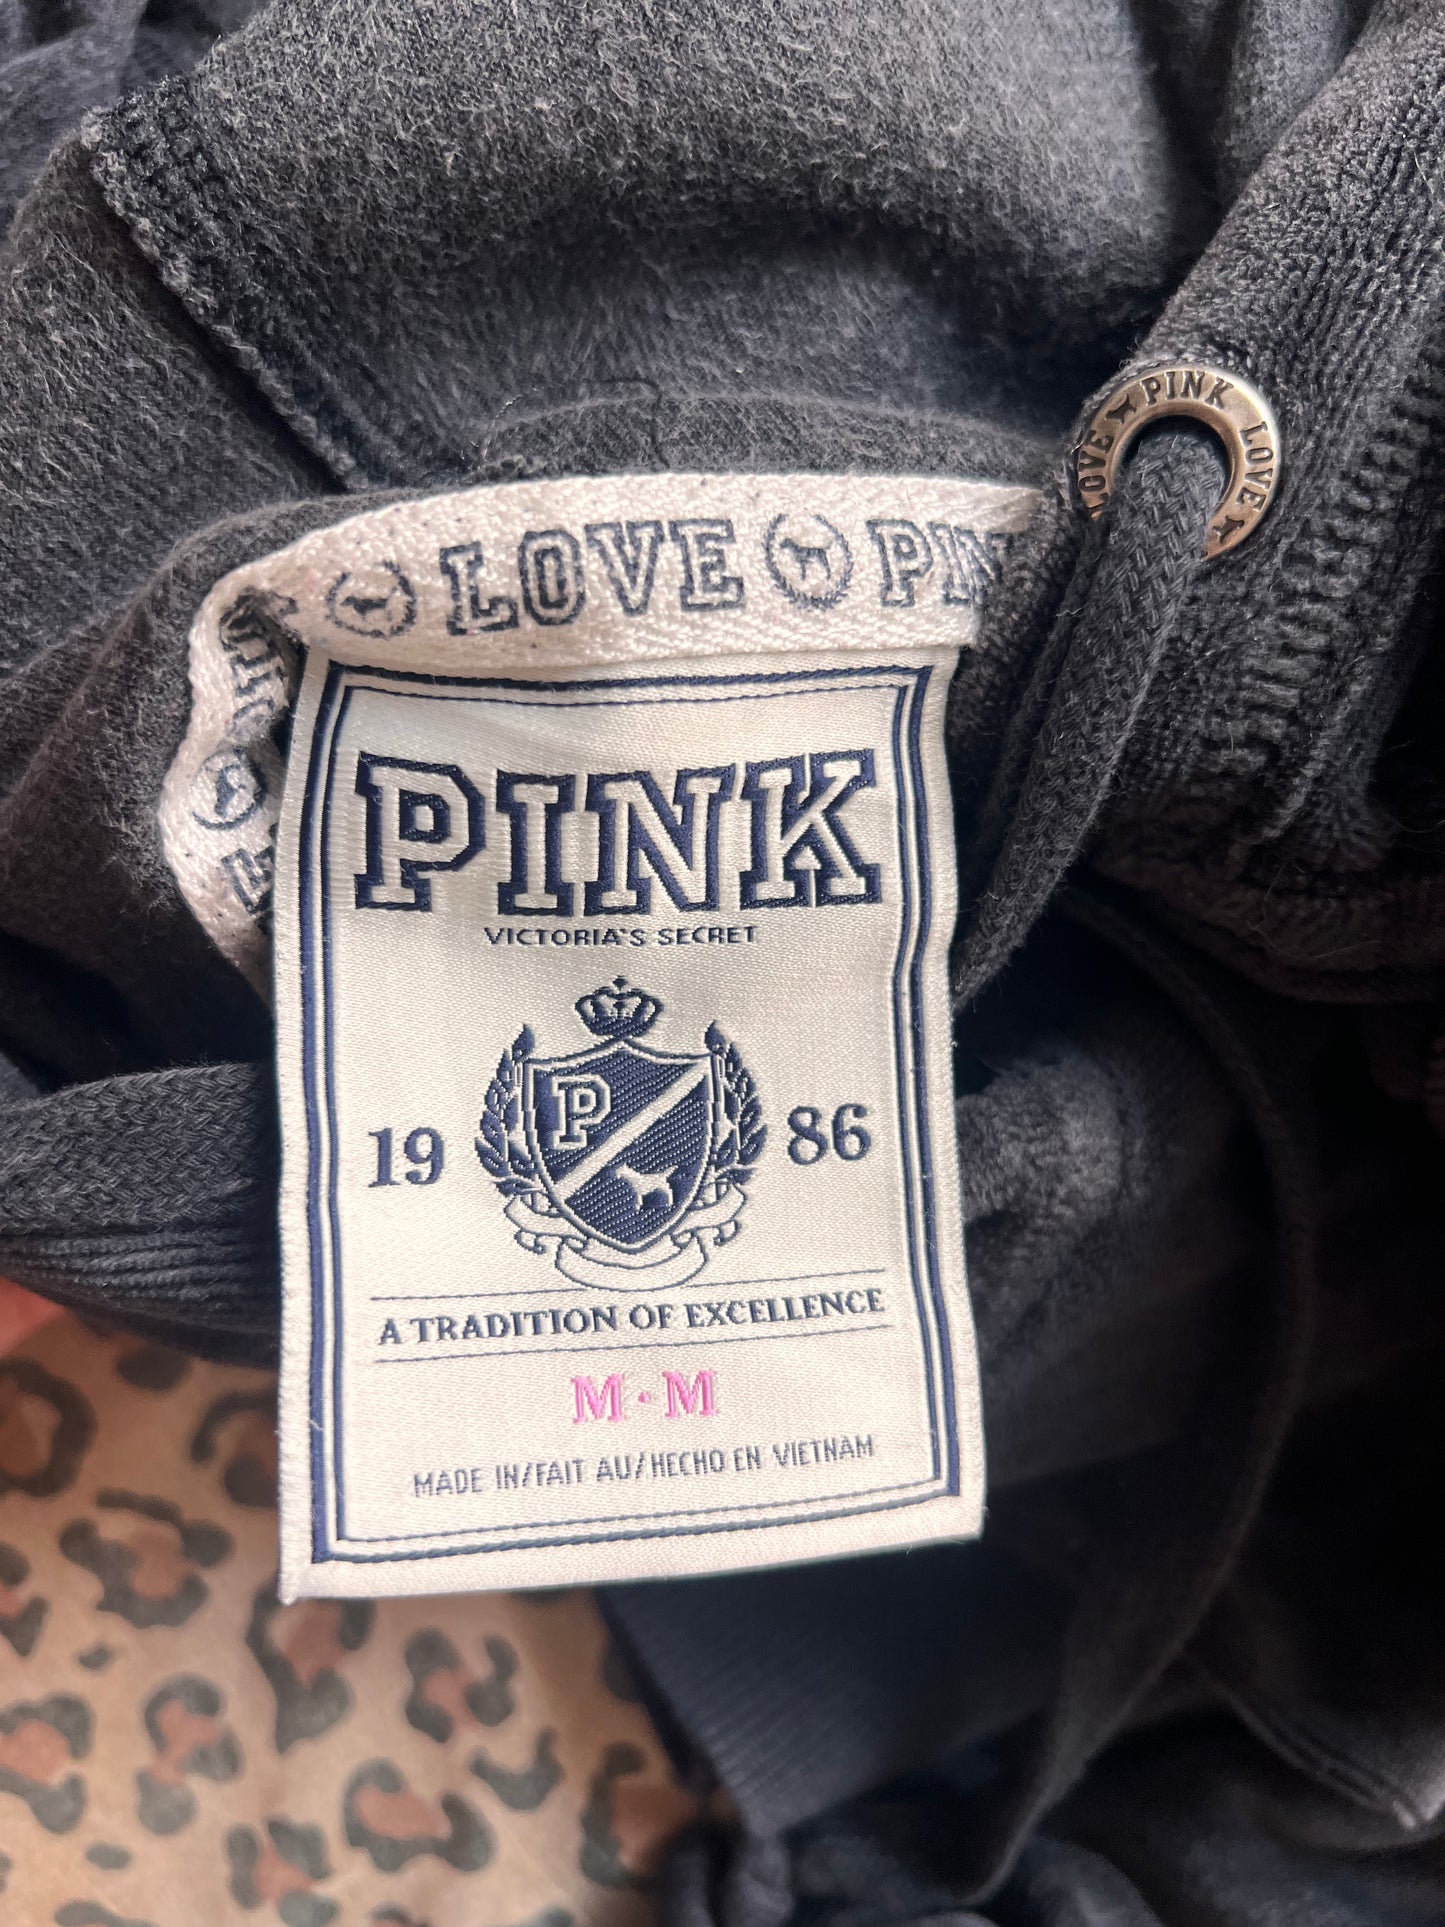 LOVE PINK LOVE
LOVE PIN
PINK
VICTORIA'S SECRET
P
19 86
A TRADITION OF EXCELLENCE
M·M
MADE IN/FAIT AU/HECHO EN VIETNAM